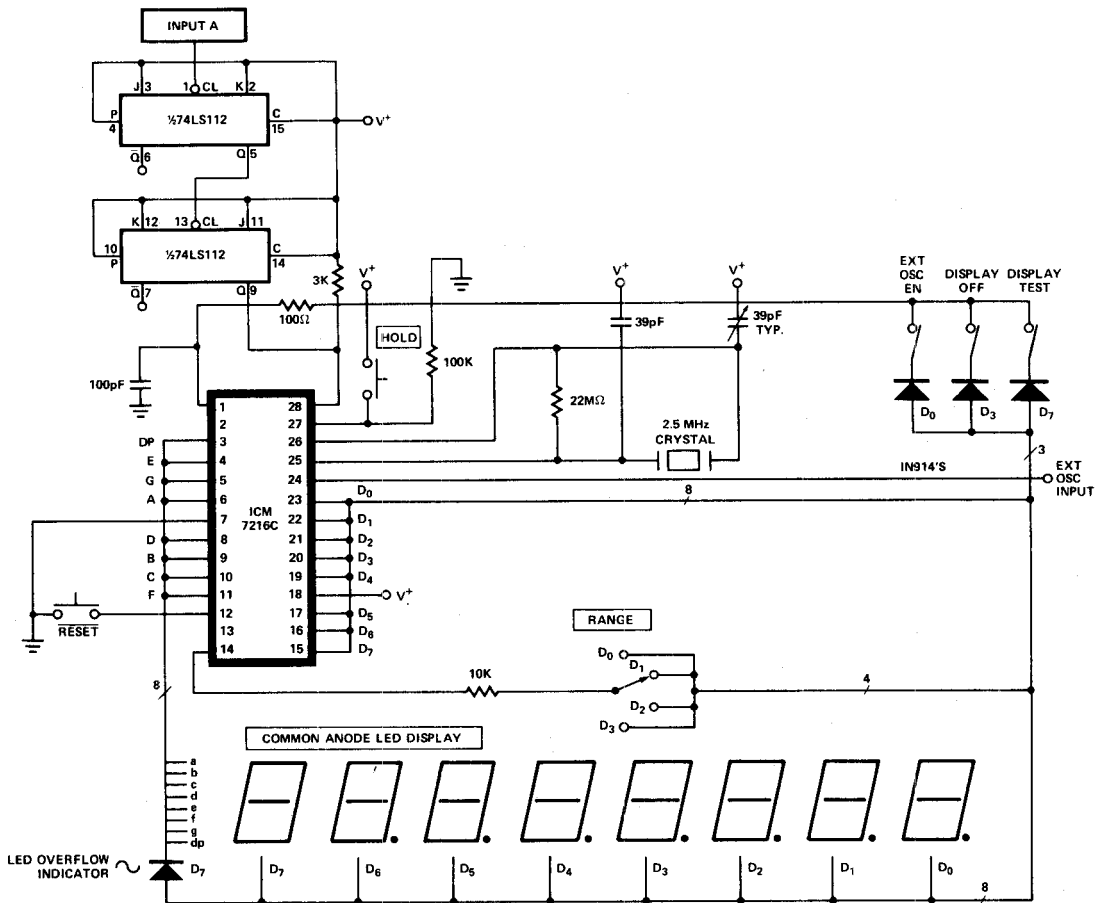 INPUT A
J 3
1 CL
K 2
P
4
½74LS112
C
15
V+
Q̅ 6
Q 5
K 12
13 CL
J 11
10
P
½74LS112
C
14
Q̅ 7
Q 9
3K
V+
100Ω
HOLD
100K
100pF
V+
39pF
V+
39pF
TYP.
EXT
OSC
EN
DISPLAY
OFF
DISPLAY
TEST
D0
D3
D7
22MΩ
2.5 MHz
CRYSTAL
3
IN914'S
EXT
OSC
INPUT
8
ICM
7216C
1
2
3
4
5
6
7
8
9
10
11
12
13
14
28
27
26
25
24
23
22
21
20
19
18
17
16
15
DP
E
G
A
D
B
C
F
D0
D1
D2
D3
D4
V+
D5
D6
D7
RESET
8
10K
RANGE
D0
D1
D2
D3
4
COMMON ANODE LED DISPLAY
a
b
c
d
e
f
g
dp
LED OVERFLOW
INDICATOR
D7
D7
D6
D5
D4
D3
D2
D1
D0
8